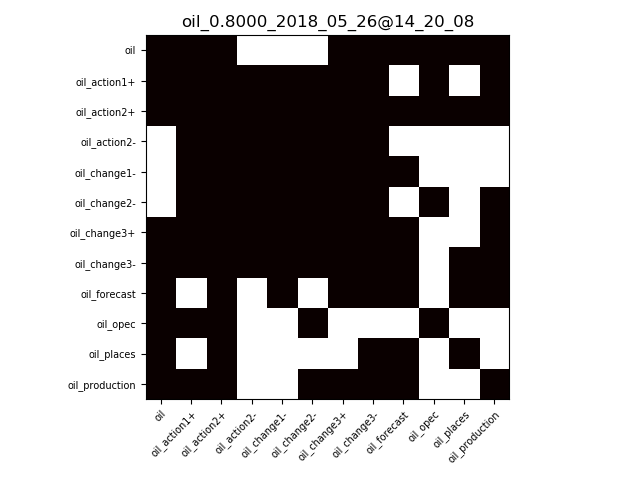 oil_0.8000_2018_05_26@14_20_08
oil
oil_action1+
oil_action2+
oil_action2-
oil_change1-
oil_change2-
oil_change3+
oil_change3-
oil_forecast
oil_opec
oil_places
oil_production
oil
oil_action1+
oil_action2+
oil_action2-
oil_change1-
oil_change2-
oil_change3+
oil_change3-
oil_forecast
oil_opec
oil_places
oil_production